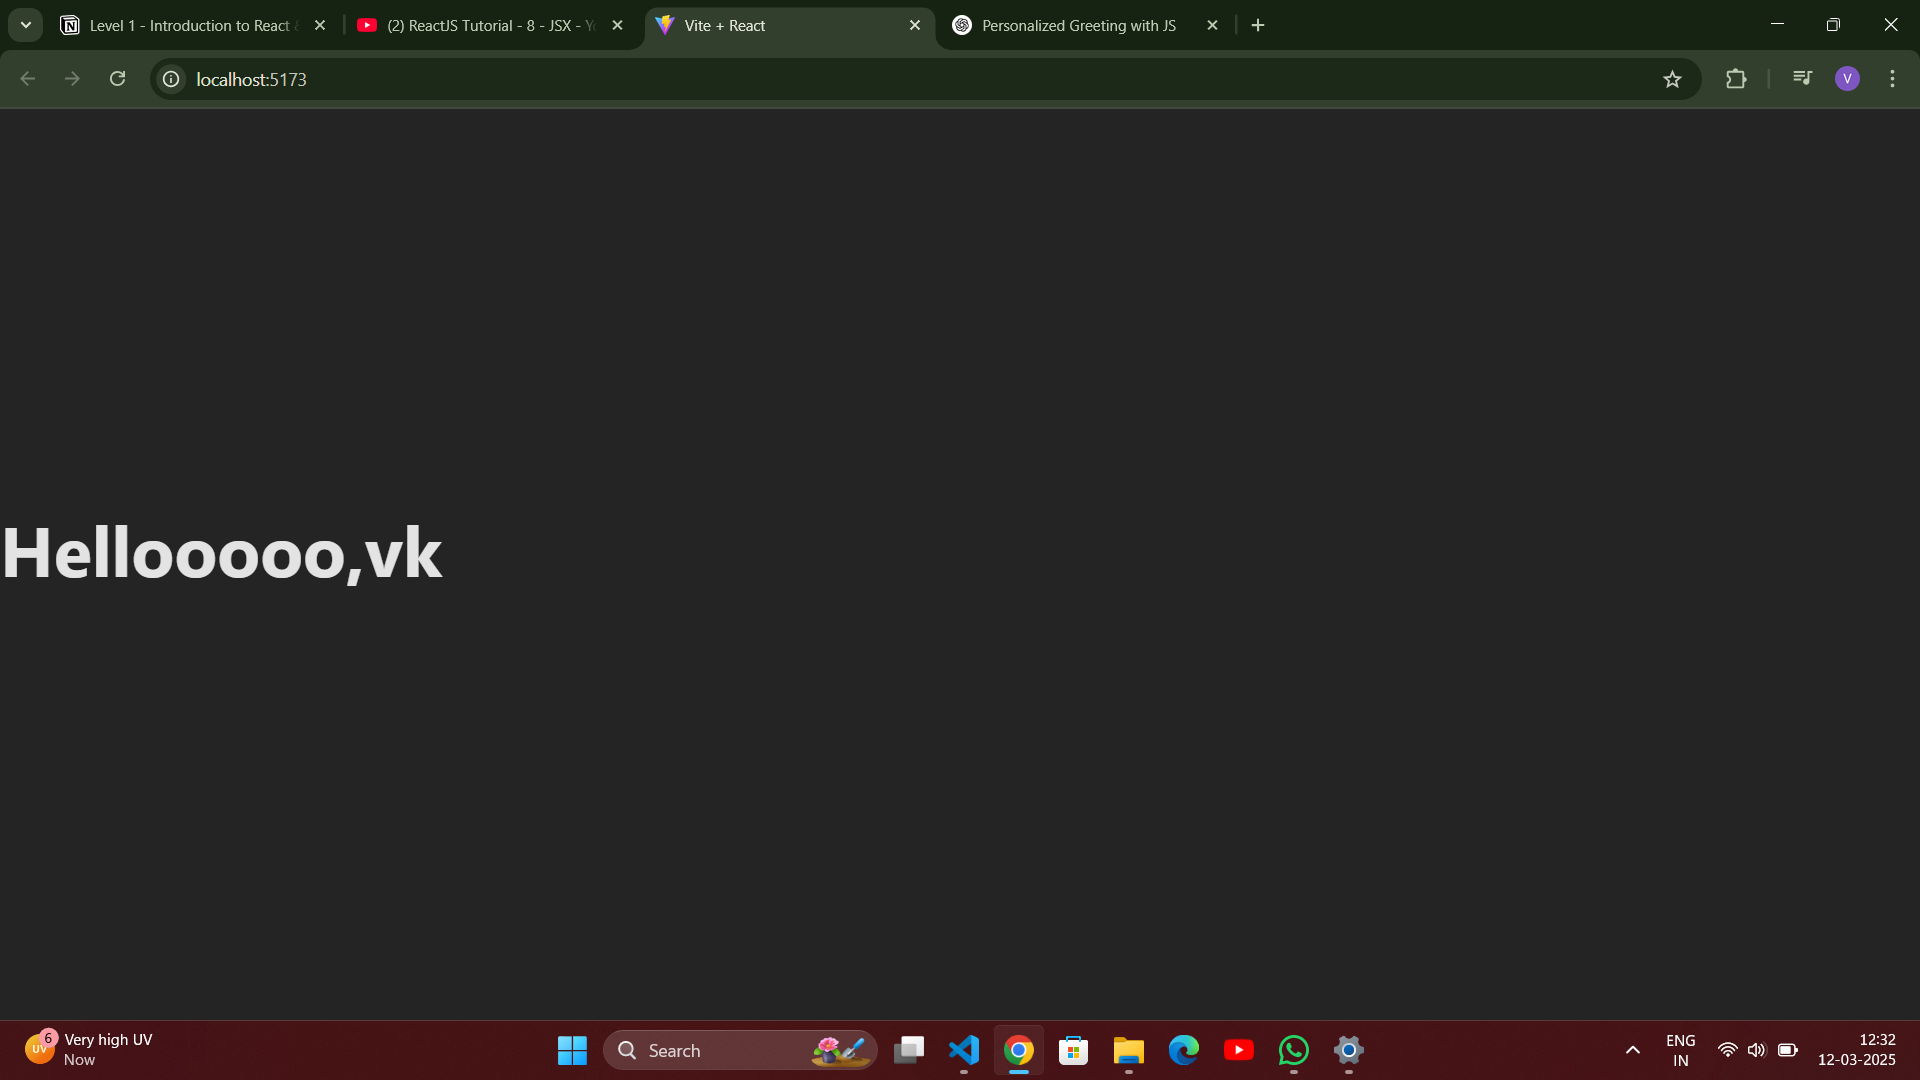 Level 1 - Introduction to React
(2) ReactJS Tutorial - 8 - JSX - Y
Vite + React
Personalized Greeting with JS
localhost:5173
V
Hellooooo,vk
6
UV
Very high UV
Now
Search
ENG
IN
12:32
12-03-2025